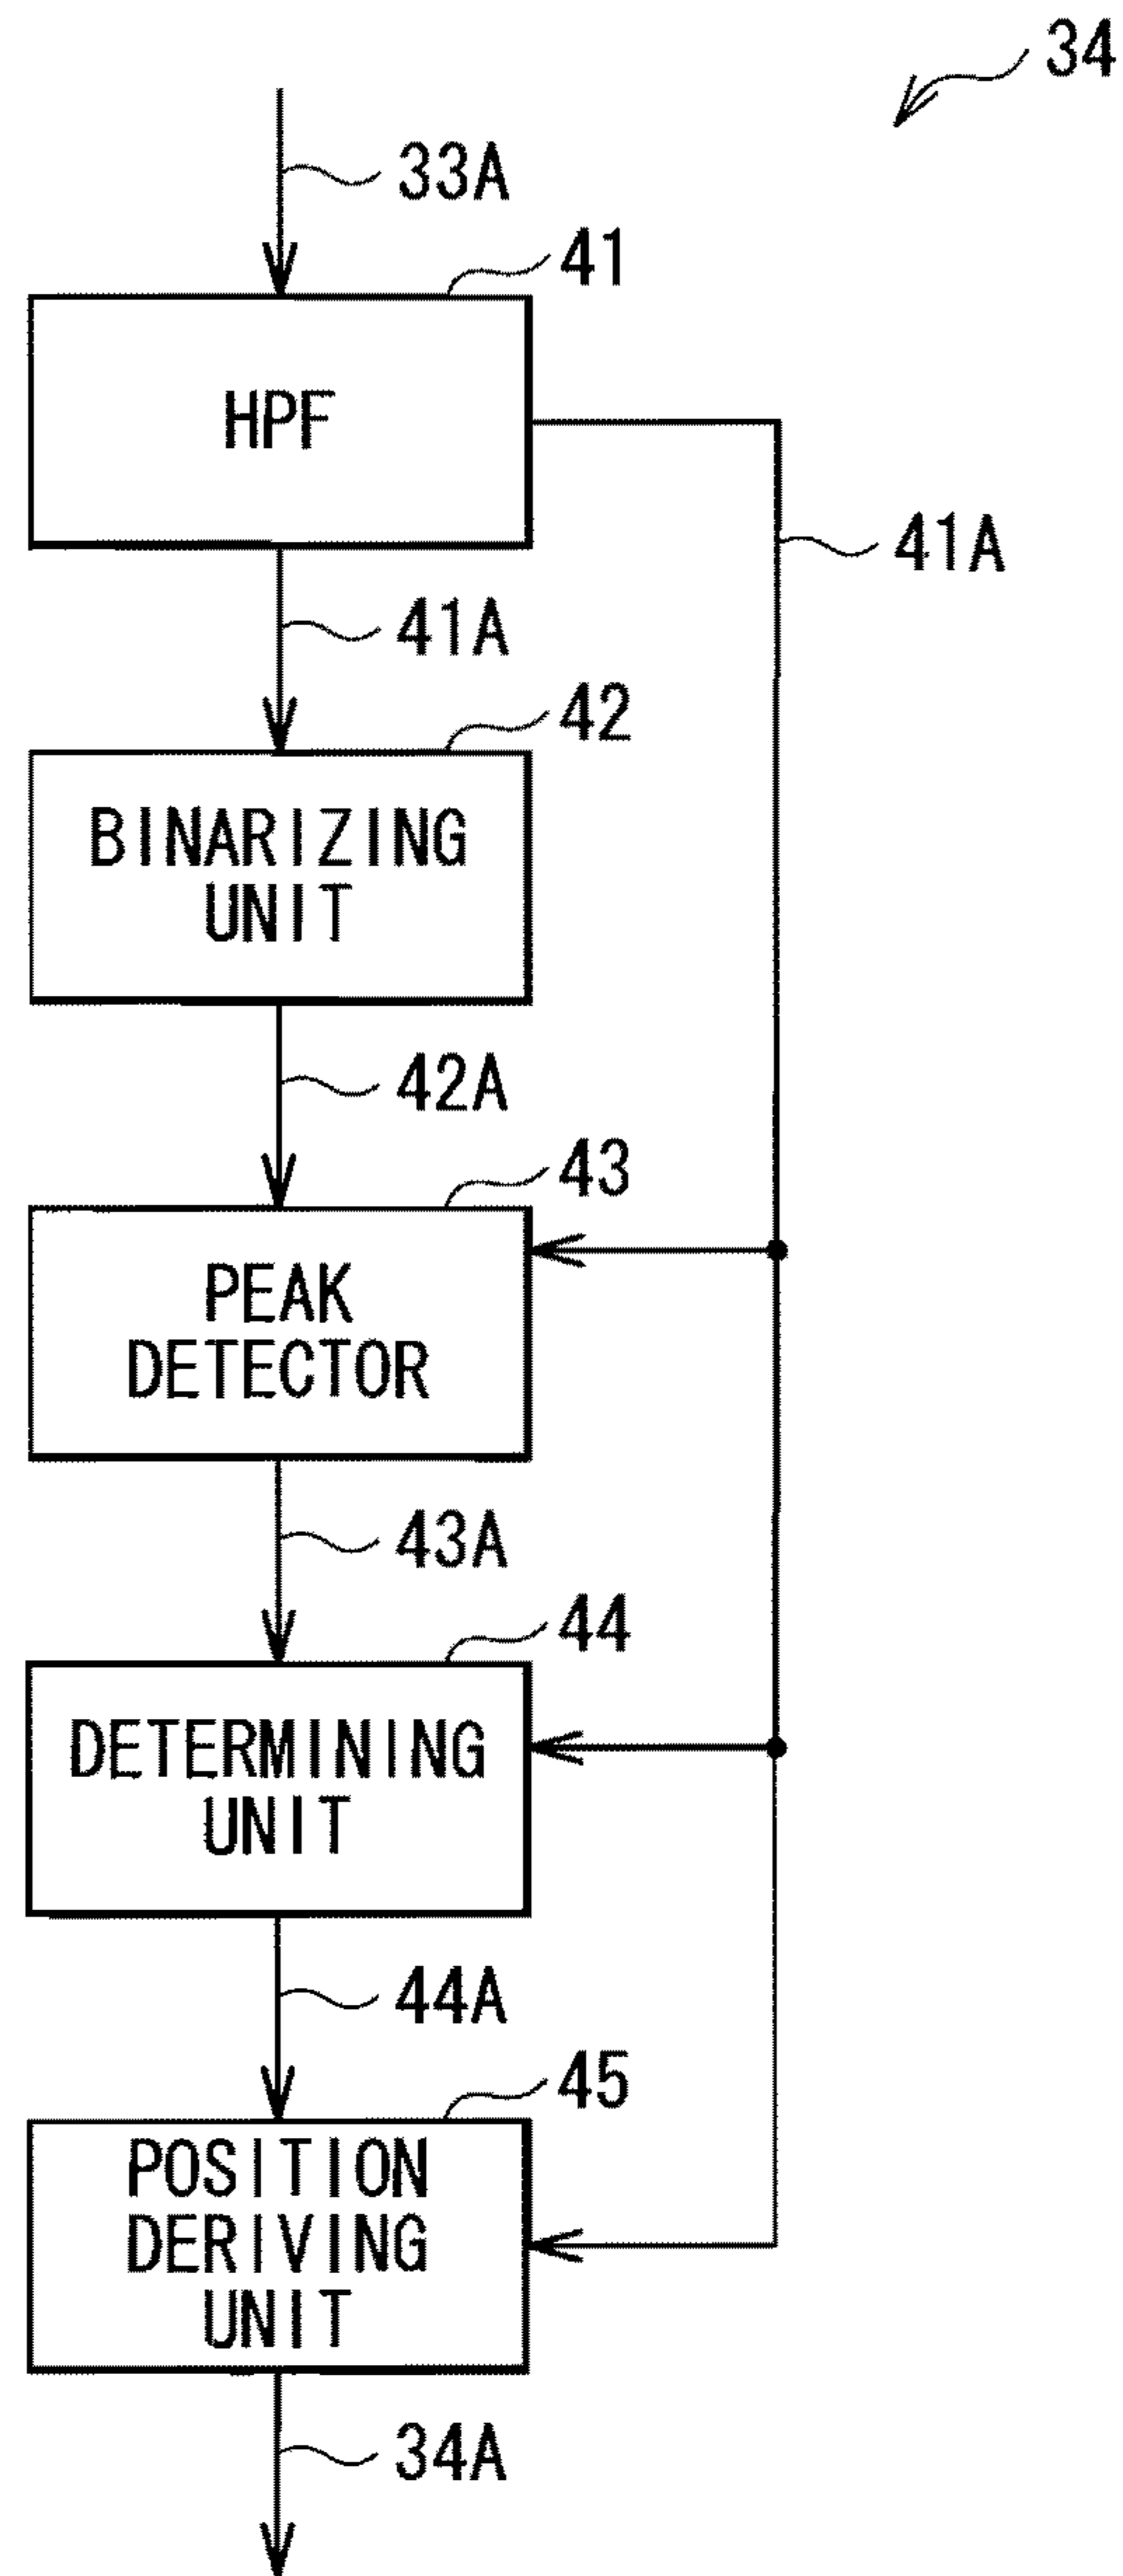 34
33A
41
HPF
41A
41A
42
BINARIZING
UNIT
42A
43
PEAK
DETECTOR
43A
44
DETERMINING
UNIT
44A
45
POSITION
DERIVING
UNIT
34A